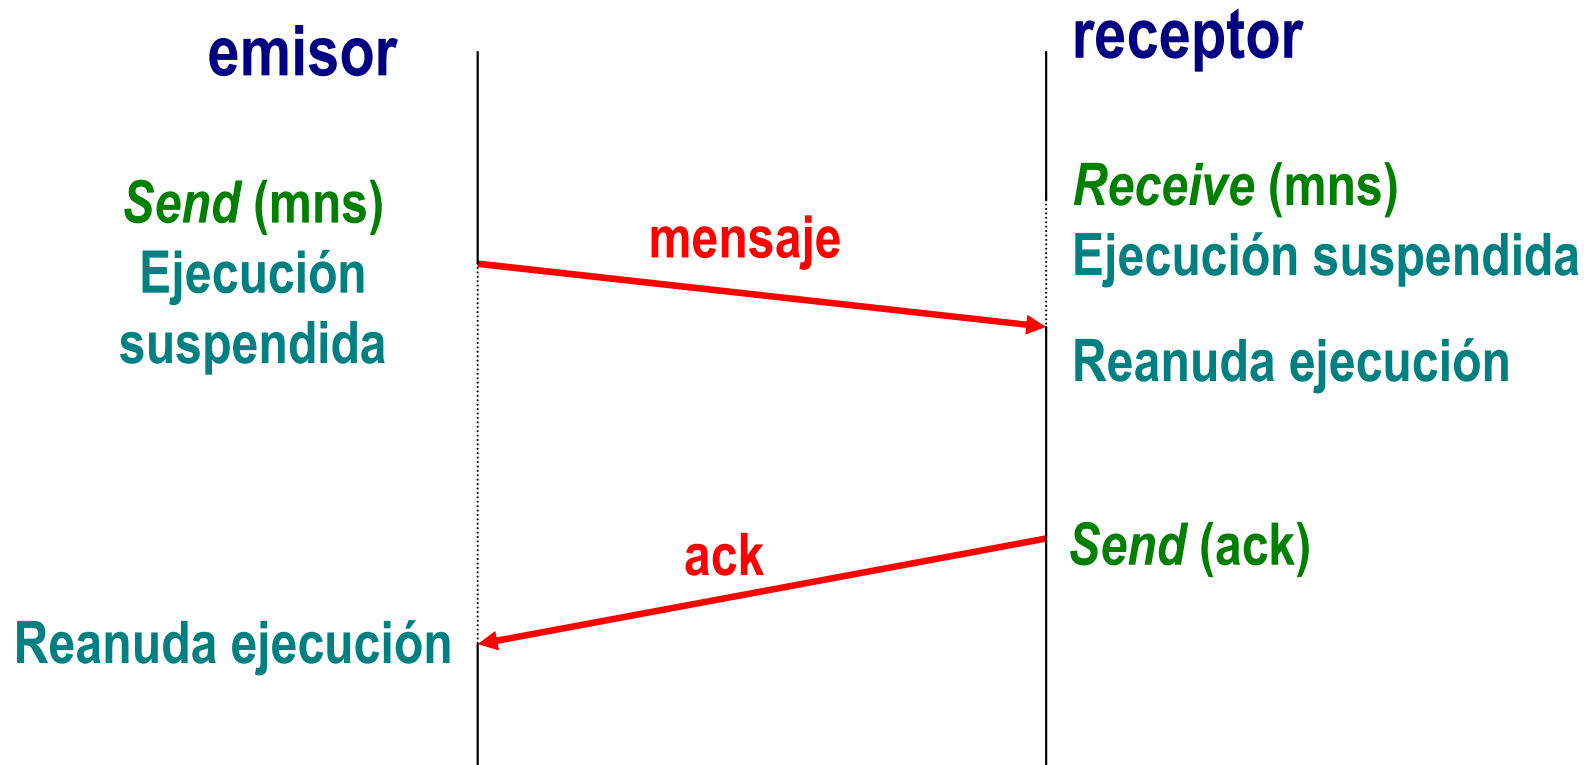 emisor
receptor
Send (mns)
Ejecución
suspendida
mensaje
Receive (mns)
Ejecución suspendida
Reanuda ejecución
ack
Send (ack)
Reanuda ejecución